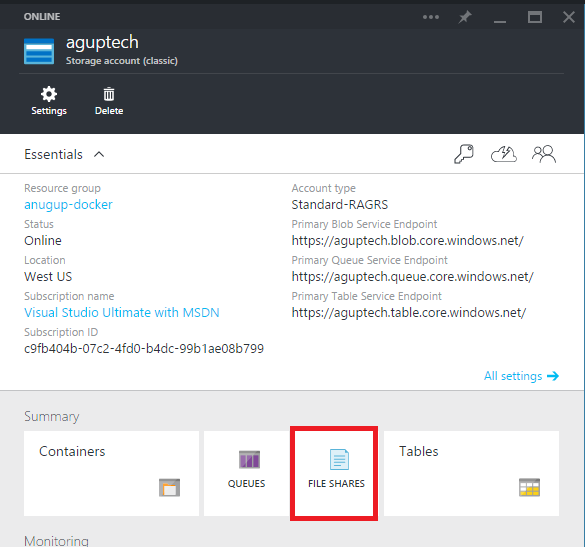 ONLINE
aguptech
Storage account (classic)
Settings
Delete
Essentials
Resource group
anugup-docker
Status
Online
Location
West US
Subscription name
Visual Studio Ultimate with MSDN
Subscription ID
c9fb404b-07c2-4fd0-b4dc-99b1ae08b799
Account type
Standard-RAGRS
Primary Blob Service Endpoint
https://aguptech.blob.core.windows.net/
Primary Queue Service Endpoint
https://aguptech.queue.core.windows.net/
Primary Table Service Endpoint
https://aguptech.table.core.windows.net/
All settings
Summary
Containers
QUEUES
FILE SHARES
Tables
Monitoring